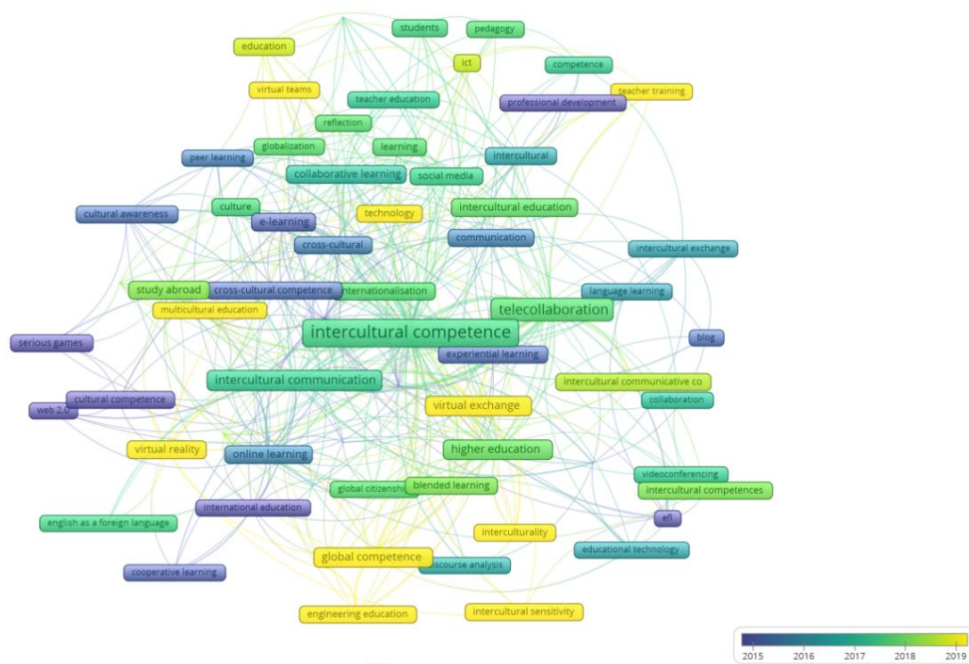 students
pedagogy
education
ict
competence
virtual teams
teacher education
professional development
teacher training
reflection
globalization
learning
peer learning
intercultural
collaborative learning
social media
cultural awareness
culture
technology
intercultural education
e-learning
cross-cultural
communication
intercultural exchange
study abroad
cross-cultural competence
internationalisation
language learning
multicultural education
telecollaboration
intercultural competence
blog
serious games
experiential learning
intercultural communication
intercultural communicative co
cultural competence
collaboration
web 2.0
virtual exchange
virtual reality
online learning
higher education
videoconferencing
global citizenship
blended learning
intercultural competences
international education
efl
english as a foreign language
interculturality
global competence
educational technology
discourse analysis
cooperative learning
engineering education
intercultural sensitivity
2015 2016 2017 2018 2019